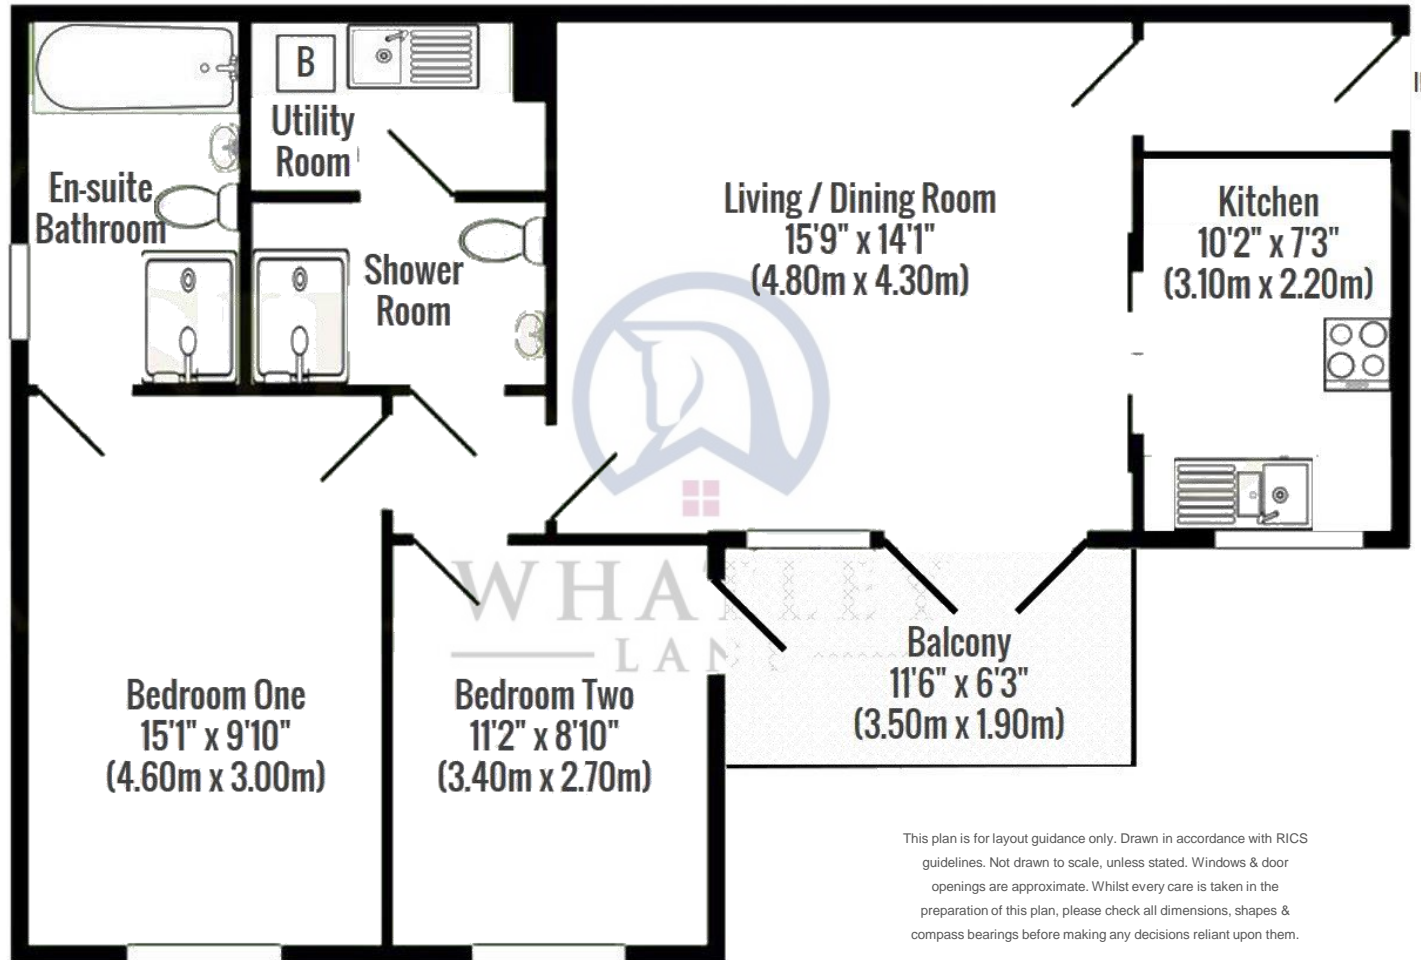 B
Utility
Room
En-suite
Bathroom
Shower
Room
Living / Dining Room
15'9" x 14'1"
(4.80m x 4.30m)
Kitchen
10'2" x 7'3"
(3.10m x 2.20m)
WHATLEY
LANE
Balcony
11'6" x 6'3"
(3.50m x 1.90m)
Bedroom One
15'1" x 9'10"
(4.60m x 3.00m)
Bedroom Two
11'2" x 8'10"
(3.40m x 2.70m)
This plan is for layout guidance only. Drawn in accordance with RICS
guidelines. Not drawn to scale, unless stated. Windows & door
openings are approximate. Whilst every care is taken in the
preparation of this plan, please check all dimensions, shapes &
compass bearings before making any decisions reliant upon them.